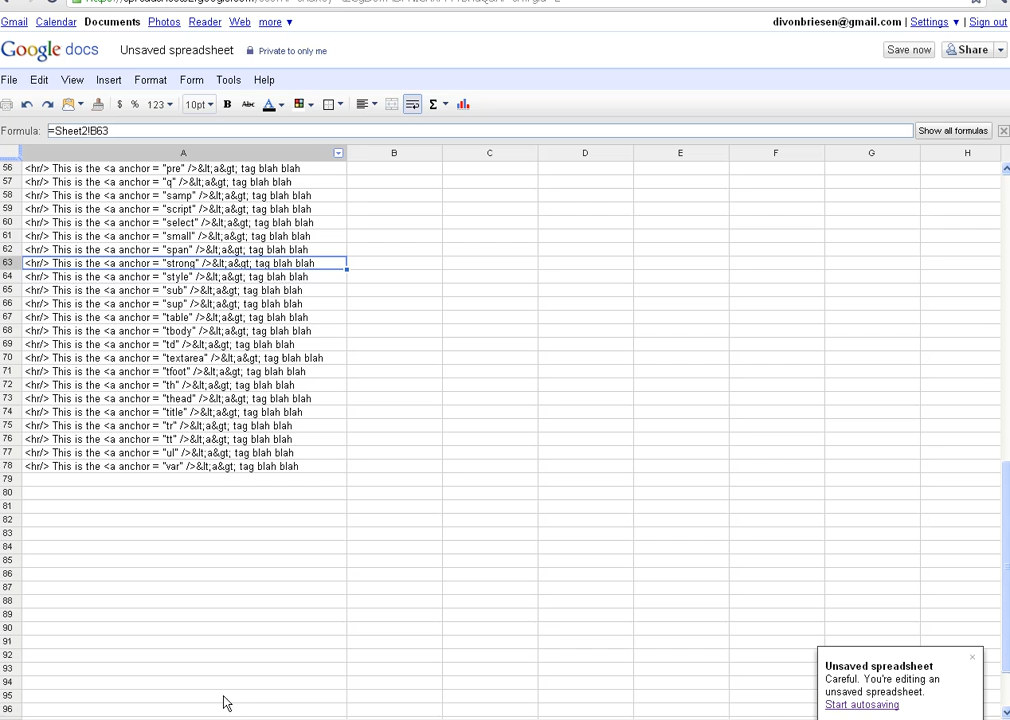 Gmail Calendar Documents Photos Reader Web more ▼ divonbriesen@gmail.com | Settings ▼ | Sign out
Google docs Unsaved spreadsheet Private to only me Save now Share
File Edit View Insert Format Form Tools Help
$ % 123 10pt B Abc A Σ
Formula: =Sheet2!B63 Show all formulas
A B C D E F G H
56 <hr/> This is the <a anchor = "pre" />&lt;a&gt; tag blah blah
57 <hr/> This is the <a anchor = "q" />&lt;a&gt; tag blah blah
58 <hr/> This is the <a anchor = "samp" />&lt;a&gt; tag blah blah
59 <hr/> This is the <a anchor = "script" />&lt;a&gt; tag blah blah
60 <hr/> This is the <a anchor = "select" />&lt;a&gt; tag blah blah
61 <hr/> This is the <a anchor = "small" />&lt;a&gt; tag blah blah
62 <hr/> This is the <a anchor = "span" />&lt;a&gt; tag blah blah
63 <hr/> This is the <a anchor = "strong" />&lt;a&gt; tag blah blah
64 <hr/> This is the <a anchor = "style" />&lt;a&gt; tag blah blah
65 <hr/> This is the <a anchor = "sub" />&lt;a&gt; tag blah blah
66 <hr/> This is the <a anchor = "sup" />&lt;a&gt; tag blah blah
67 <hr/> This is the <a anchor = "table" />&lt;a&gt; tag blah blah
68 <hr/> This is the <a anchor = "tbody" />&lt;a&gt; tag blah blah
69 <hr/> This is the <a anchor = "td" />&lt;a&gt; tag blah blah
70 <hr/> This is the <a anchor = "textarea" />&lt;a&gt; tag blah blah
71 <hr/> This is the <a anchor = "tfoot" />&lt;a&gt; tag blah blah
72 <hr/> This is the <a anchor = "th" />&lt;a&gt; tag blah blah
73 <hr/> This is the <a anchor = "thead" />&lt;a&gt; tag blah blah
74 <hr/> This is the <a anchor = "title" />&lt;a&gt; tag blah blah
75 <hr/> This is the <a anchor = "tr" />&lt;a&gt; tag blah blah
76 <hr/> This is the <a anchor = "tt" />&lt;a&gt; tag blah blah
77 <hr/> This is the <a anchor = "ul" />&lt;a&gt; tag blah blah
78 <hr/> This is the <a anchor = "var" />&lt;a&gt; tag blah blah
79
80
81
82
83
84
85
86
87
88
89
90
91
92
93
94
95
96
Unsaved spreadsheet ×
Careful. You're editing an
unsaved spreadsheet.
Start autosaving